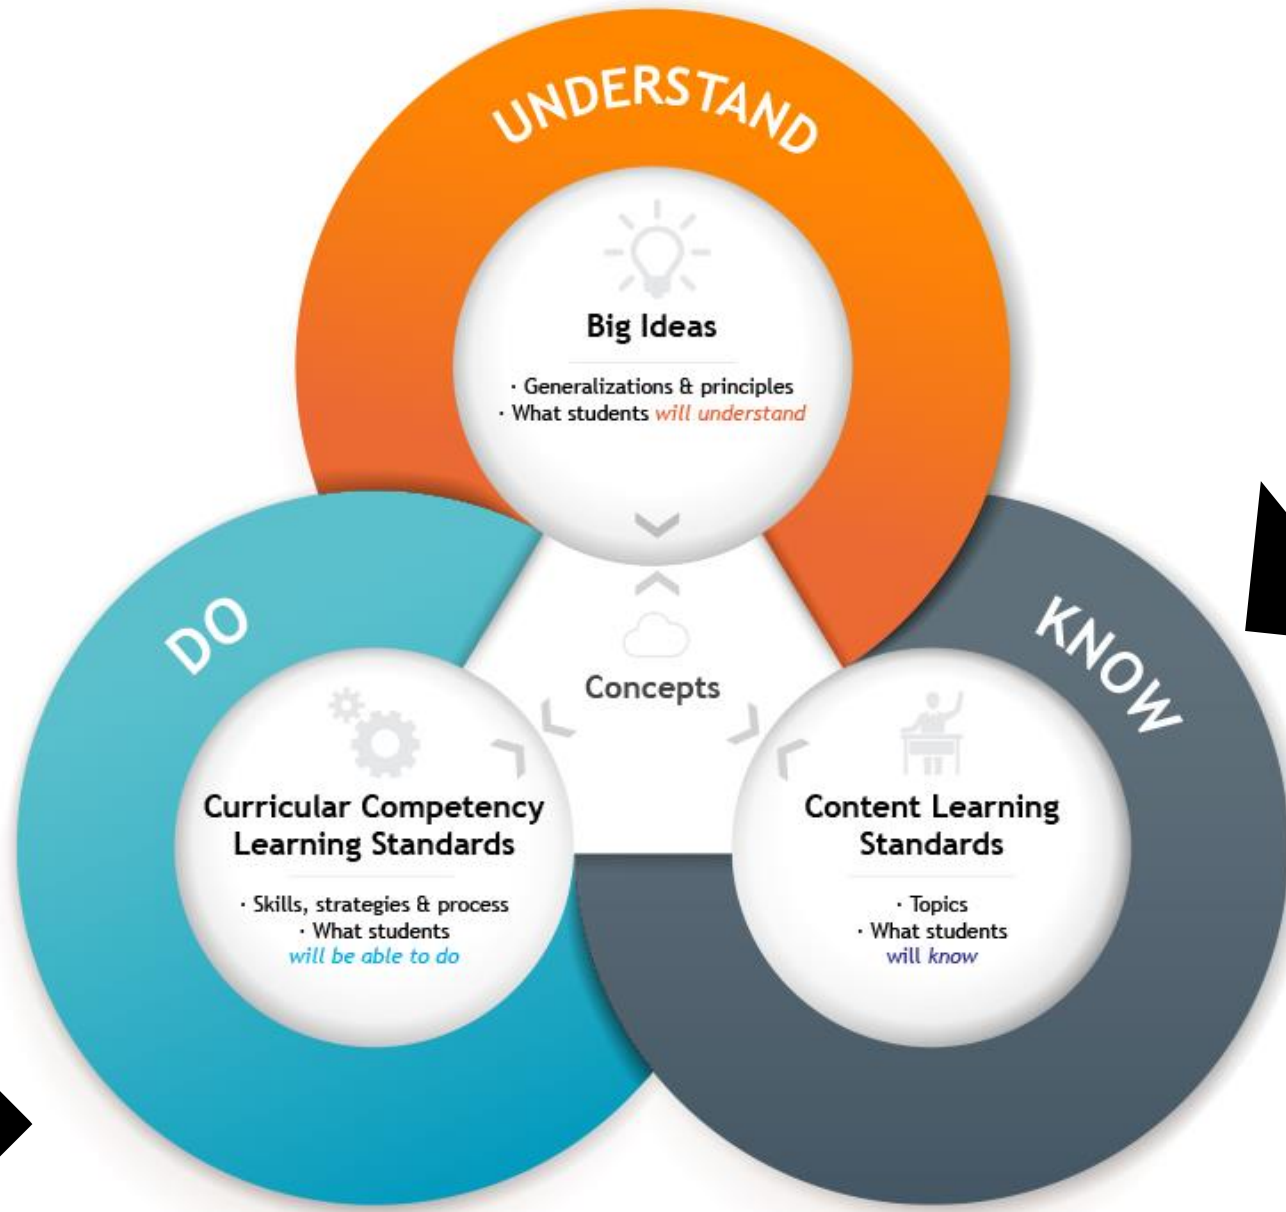 UNDERSTAND
Big Ideas
· Generalizations & principles
· What students will understand
DO
KNOW
Concepts
Curricular Competency
Learning Standards
· Skills, strategies & process
· What students
will be able to do
Content Learning
Standards
· Topics
· What students
will know